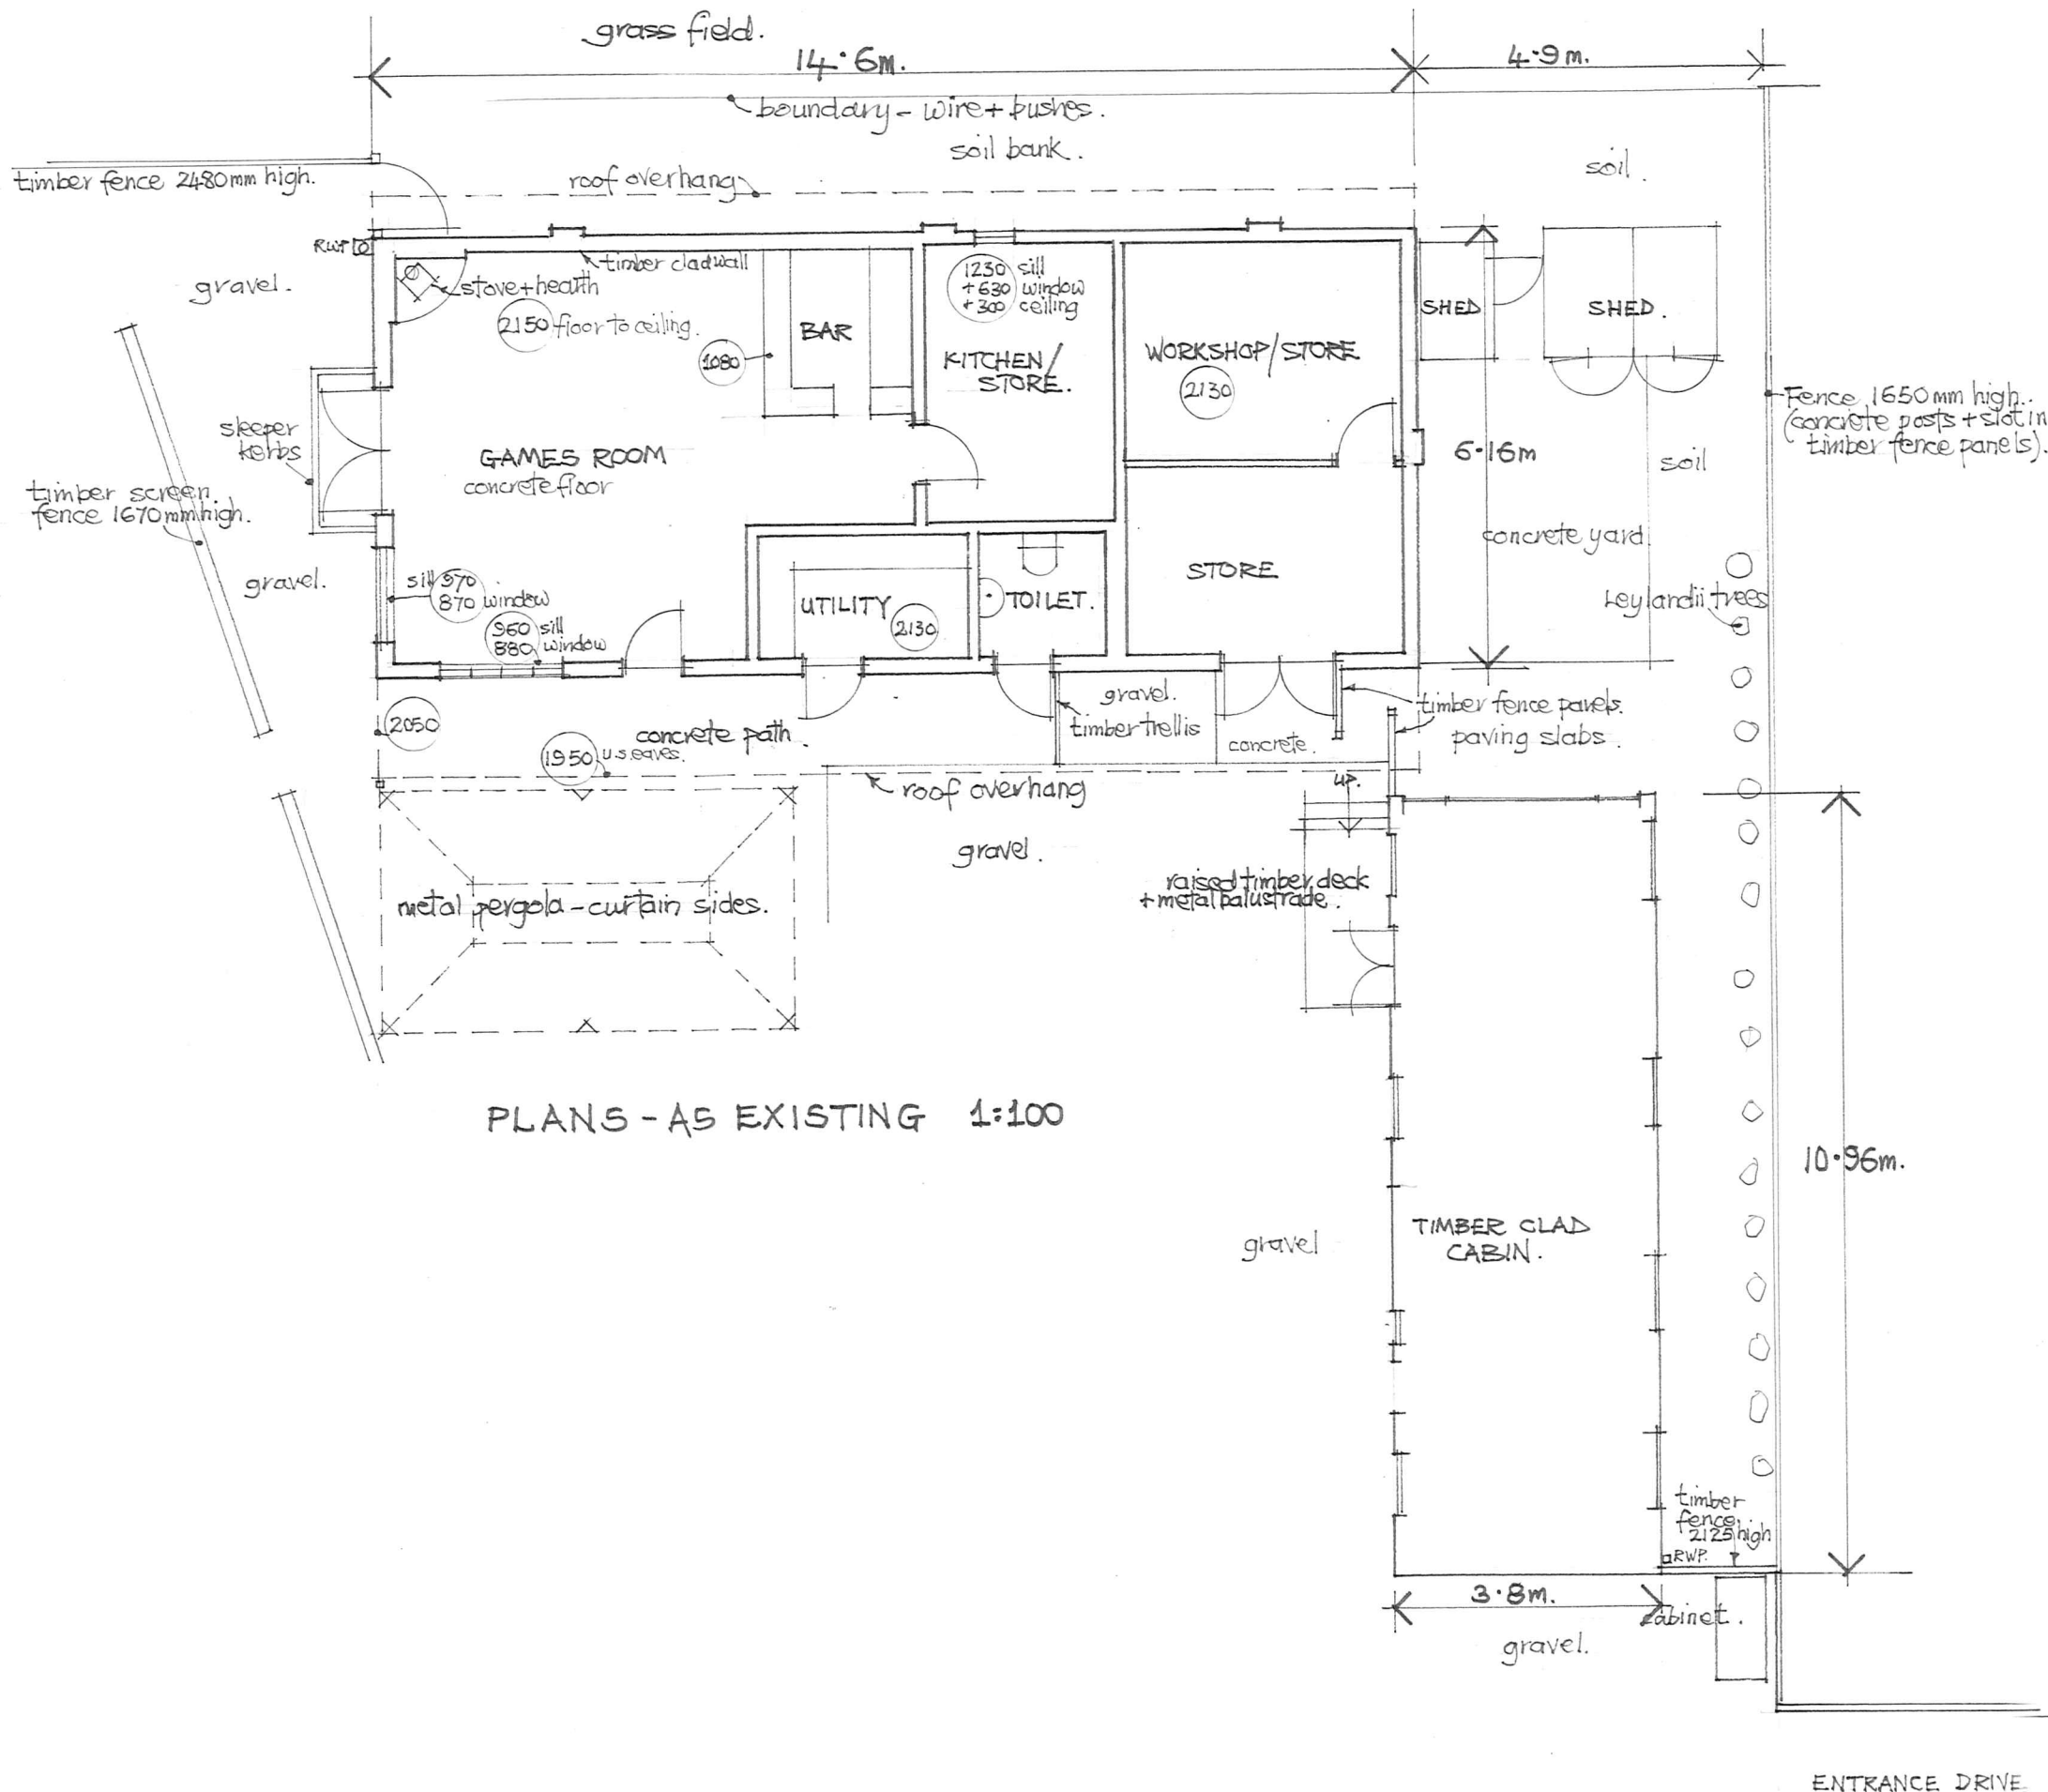 grass field.
14.6m.
4.9m.
boundary - wire + bushes.
soil bank.
soil.
timber fence 2480mm high.
roof overhang
RWP
gravel.
timber clad wall
stove + hearth
2150 floor to ceiling.
1080
BAR
1230 sill
+630 window
+300 ceiling
KITCHEN/
STORE.
WORKSHOP/STORE
2130
SHED
SHED.
Fence 1650mm high.
(concrete posts + slot in
timber fence panels).
6.16m
soil
sleeper
kerbs
GAMES ROOM
concrete floor
timber screen
fence 1670mm high.
gravel.
concrete yard
sill 970
870 window
960 sill
880 window
UTILITY
2130
TOILET.
STORE
Leylandii trees
2050
concrete path.
1950 u.s. eaves.
gravel.
timber trellis
concrete.
timber fence panels.
paving slabs.
roof overhang
UP.
gravel.
raised timber deck
+ metal balustrade.
metal pergola - curtain sides.
PLANS - AS EXISTING 1:100
10.96m.
gravel
TIMBER CLAD
CABIN.
timber
fence
2125 high
RWP.
3.8m.
cabinet.
gravel.
ENTRANCE DRIVE